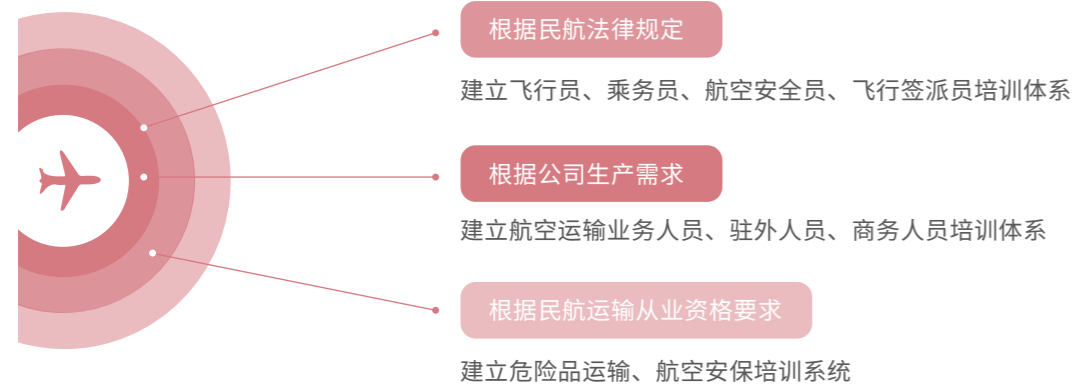 根据民航法律规定
建立飞行员、乘务员、航空安全员、飞行签派员培训体系
根据公司生产需求
建立航空运输业务人员、驻外人员、商务人员培训体系
根据民航运输从业资格要求
建立危险品运输、航空安保培训系统